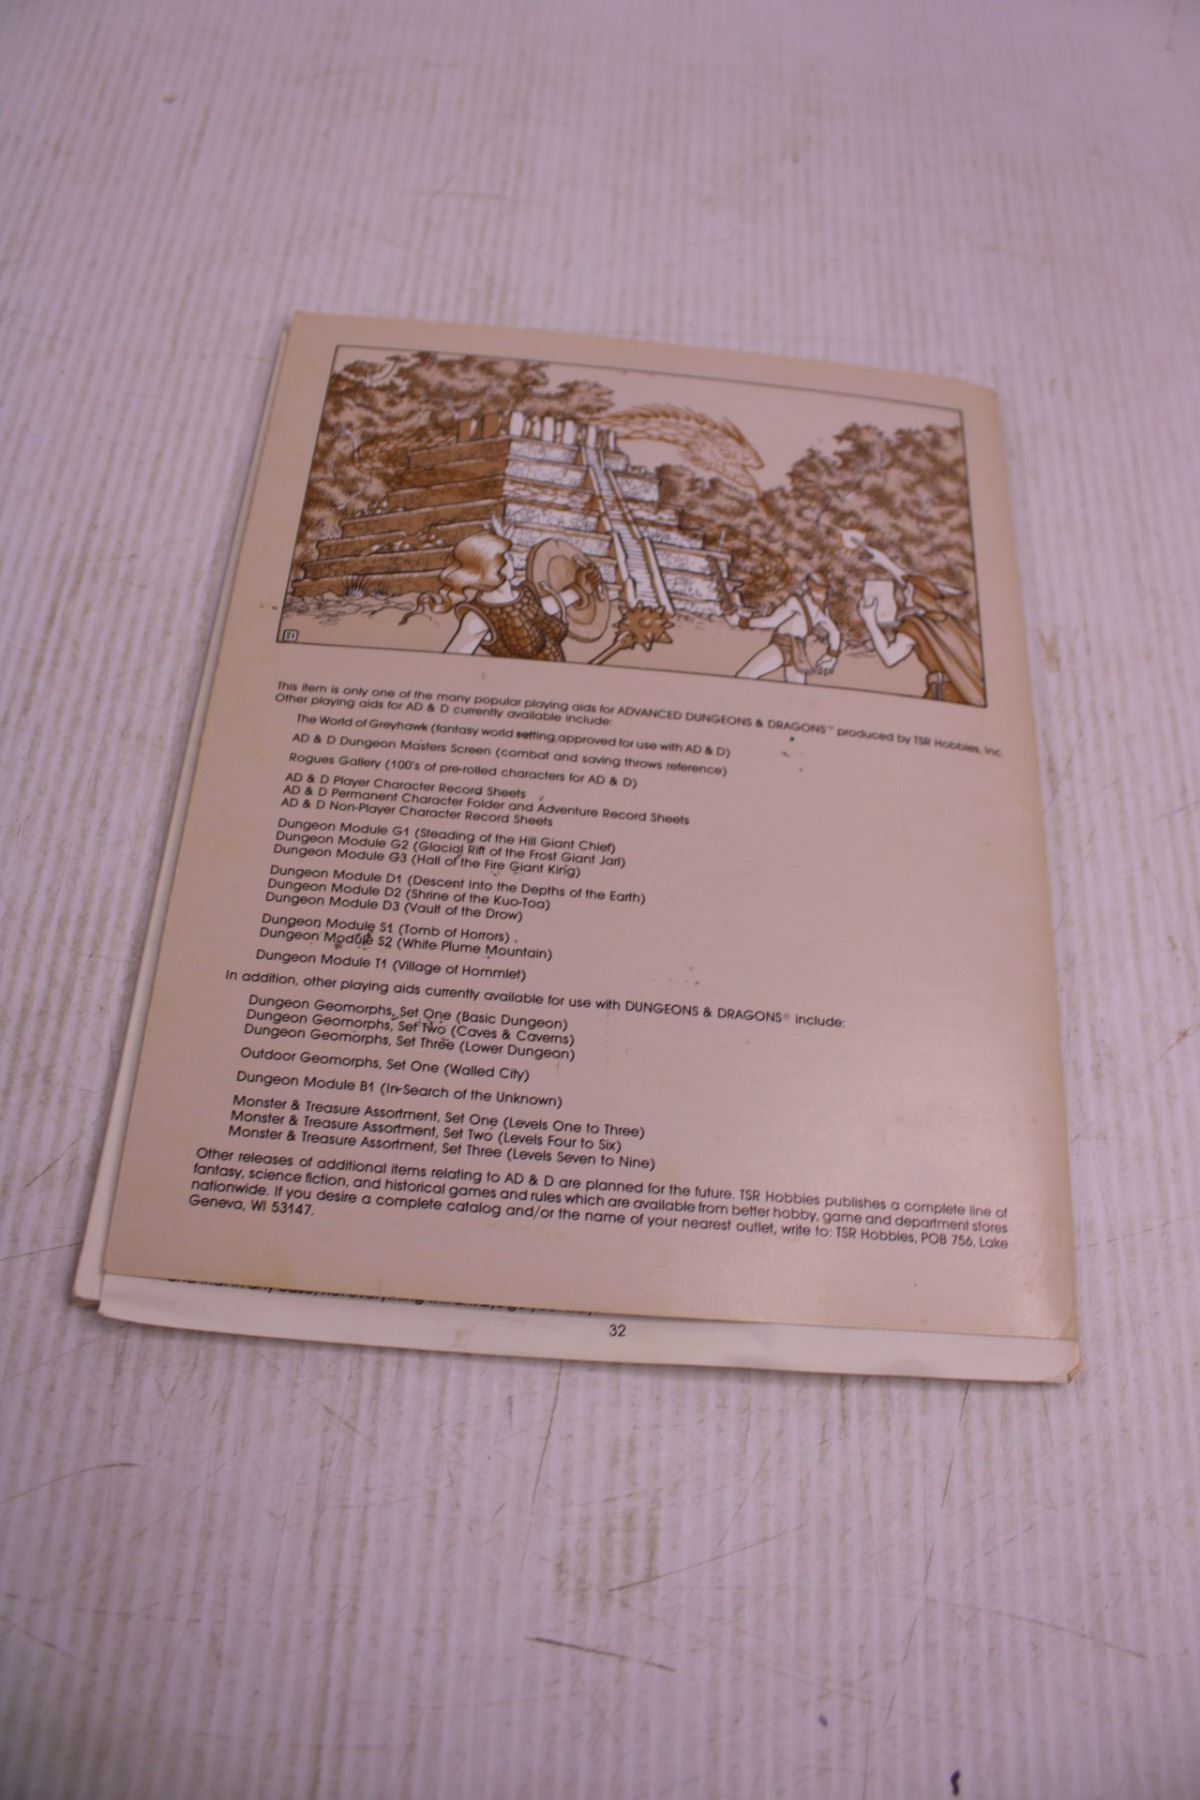 This item is only one of the many popular playing aids for ADVANCED DUNGEONS & DRAGONS™ produced by TSR Hobbies, Inc.
Other playing aids for AD & D currently available include:
The World of Greyhawk (fantasy world setting approved for use with AD & D)
AD & D Dungeon Masters Screen (combat and saving throws reference)
Rogues Gallery (100's of pre-rolled characters for AD & D)
AD & D Player Character Record Sheets
AD & D Permanent Character Folder and Adventure Record Sheets
AD & D Non-Player Character Record Sheets
Dungeon Module G1 (Steading of the Hill Giant Chief)
Dungeon Module G2 (Glacial Rift of the Frost Giant Jarl)
Dungeon Module G3 (Hall of the Fire Giant King)
Dungeon Module D1 (Descent Into the Depths of the Earth)
Dungeon Module D2 (Shrine of the Kuo-Toa)
Dungeon Module D3 (Vault of the Drow)
Dungeon Module S1 (Tomb of Horrors)
Dungeon Module S2 (White Plume Mountain)
Dungeon Module T1 (Village of Hommlet)
In addition, other playing aids currently available for use with DUNGEONS & DRAGONS® include:
Dungeon Geomorphs, Set One (Basic Dungeon)
Dungeon Geomorphs, Set Two (Caves & Caverns)
Dungeon Geomorphs, Set Three (Lower Dungeon)
Outdoor Geomorphs, Set One (Walled City)
Dungeon Module B1 (In Search of the Unknown)
Monster & Treasure Assortment, Set One (Levels One to Three)
Monster & Treasure Assortment, Set Two (Levels Four to Six)
Monster & Treasure Assortment, Set Three (Levels Seven to Nine)
Other releases of additional items relating to AD & D are planned for the future. TSR Hobbies publishes a complete line of
fantasy, science fiction, and historical games and rules which are available from better hobby, game and department stores
nationwide. If you desire a complete catalog and/or the name of your nearest outlet, write to: TSR Hobbies, POB 756, Lake
Geneva, WI 53147.
32